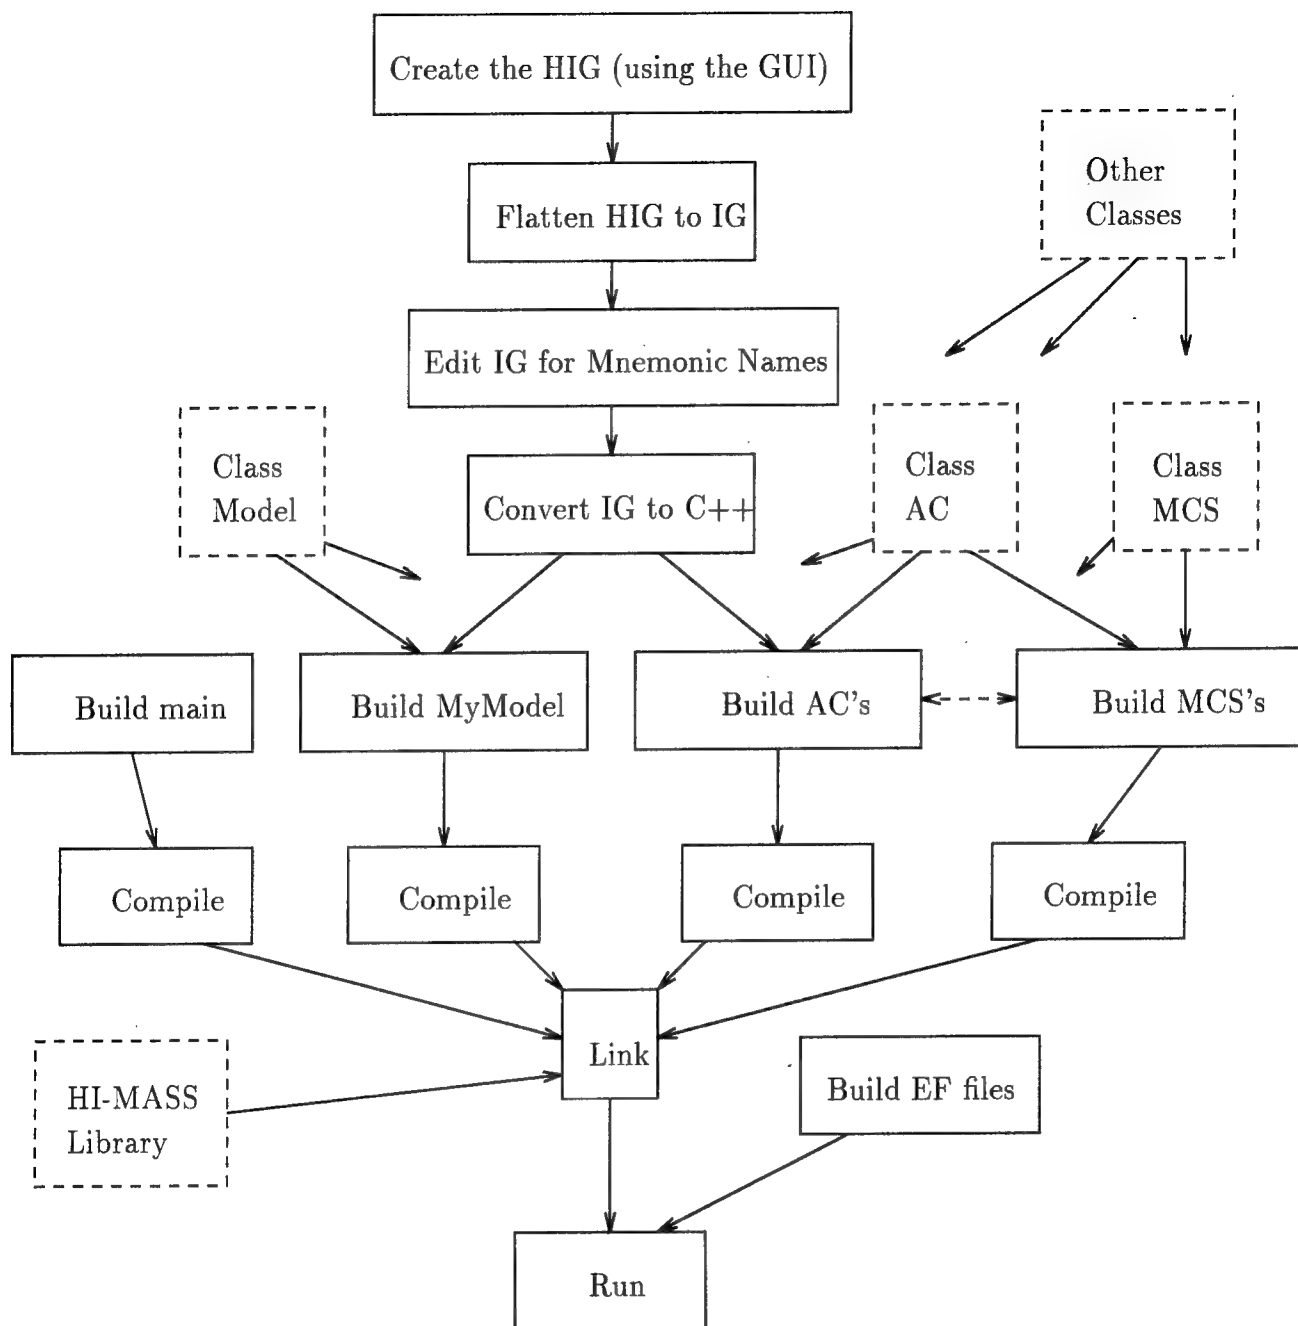 Create the HIG (using the GUI)
Other
Classes
Flatten HIG to IG
Edit IG for Mnemonic Names
Class
Model
Convert IG to C++
Class
AC
Class
MCS
Build main
Build MyModel
Build AC's
Build MCS's
Compile
Compile
Compile
Compile
Link
HI-MASS
Library
Build EF files
Run